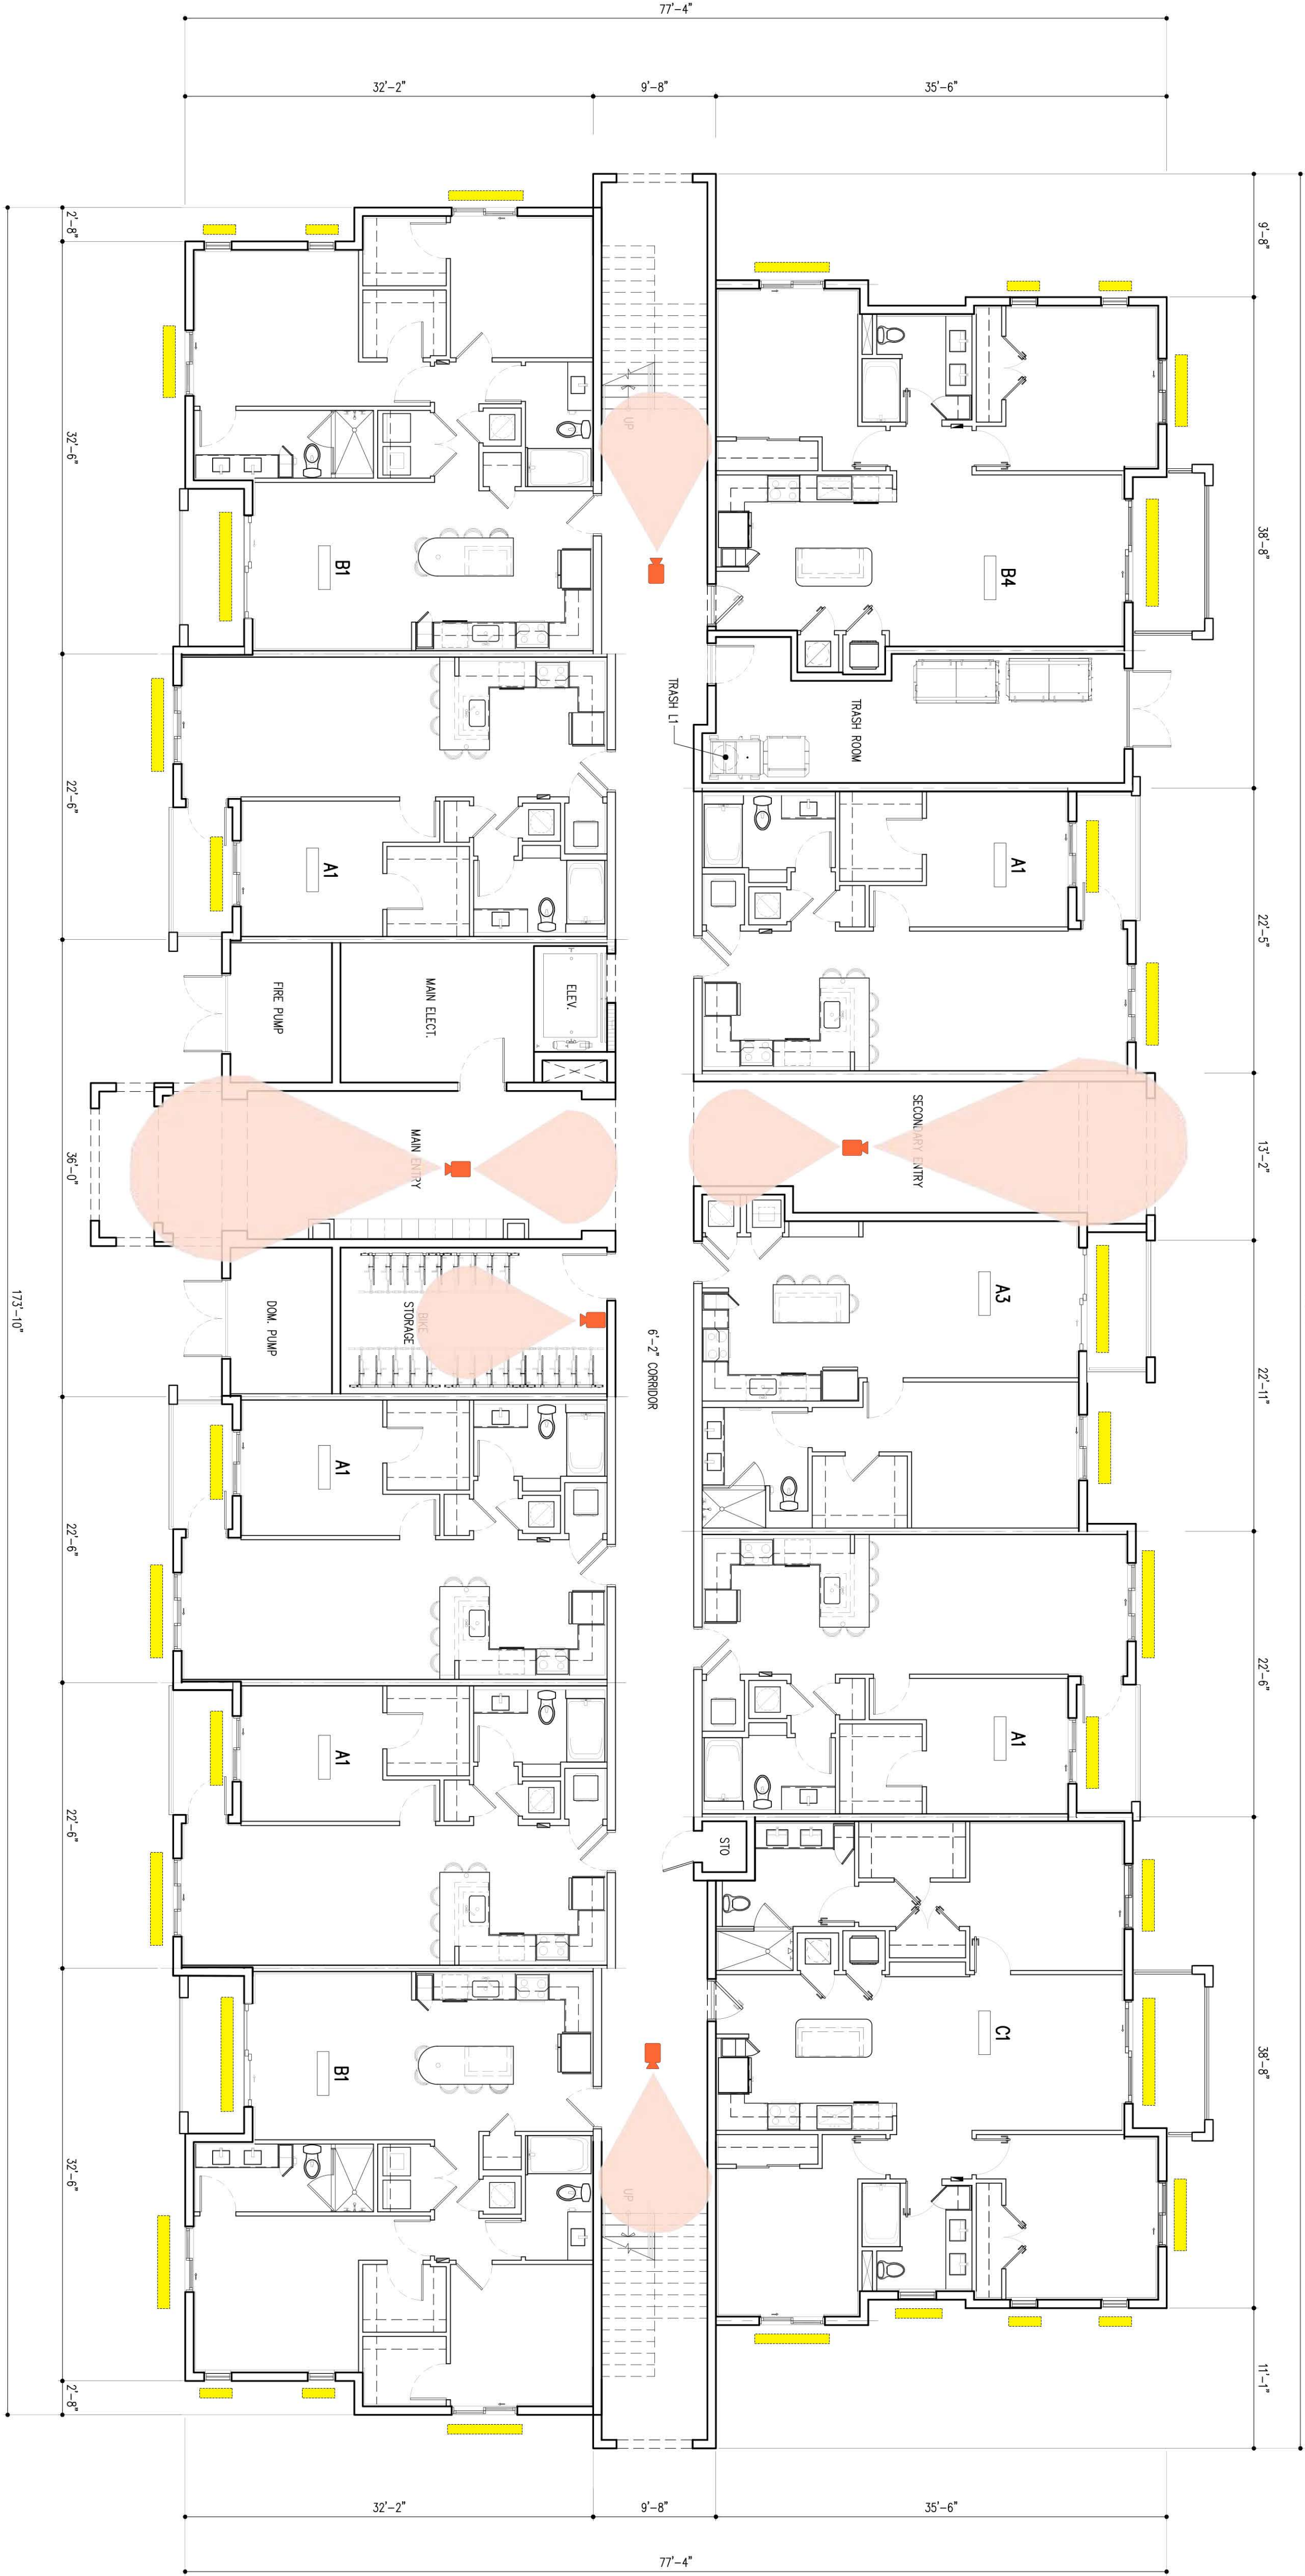 77'-4"
32'-2"
9'-8"
35'-6"
9'-8"
38'-8"
22'-5"
13'-2"
22'-11"
22'-6"
38'-8"
11'-1"
2'-8"
32'-6"
22'-6"
36'-0"
22'-6"
22'-6"
32'-6"
2'-8"
173'-10"
UP
B1
B4
TRASH L1
TRASH ROOM
A1
A1
FIRE PUMP
MAIN ELECT.
ELEV.
MAIN ENTRY
SECONDARY ENTRY
DOM. PUMP
BIKE
STORAGE
6'-2" CORRIDOR
A3
A1
A1
A1
STO
C1
B1
UP
32'-2"
9'-8"
35'-6"
77'-4"